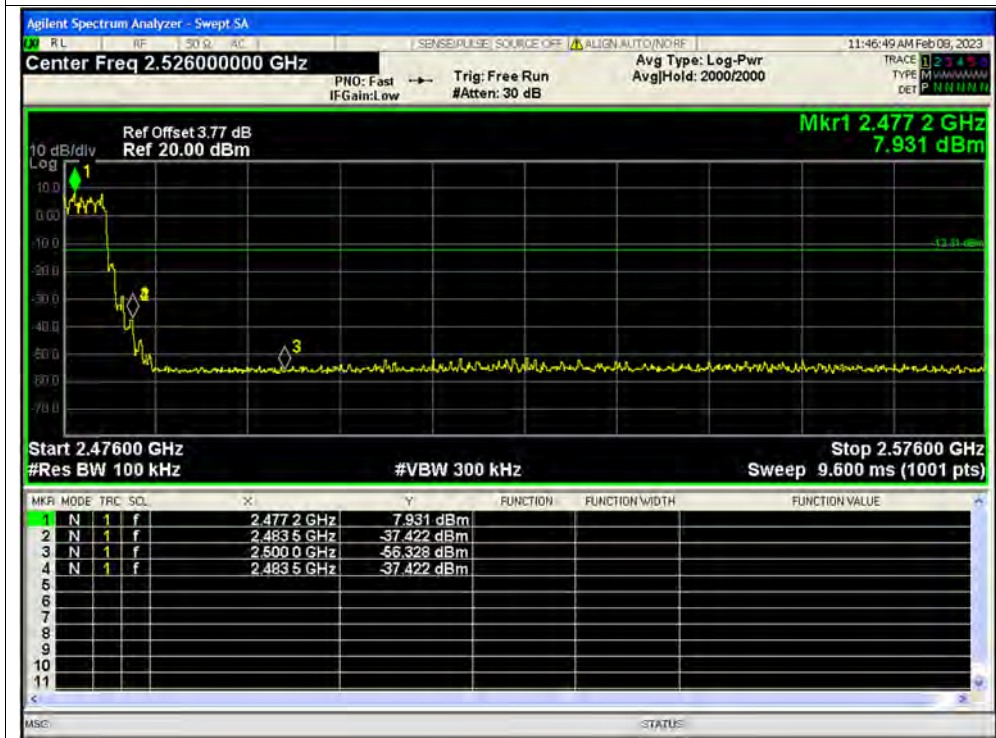 Agilent Spectrum Analyzer - Swept SA
RL RF 50 Ω AC SENSE:PULSE SOURCE OFF ALIGN AUTO/NO RF 11:46:49 AM Feb 08, 2023
Center Freq 2.526000000 GHz Avg Type: Log-Pwr TRACE 1 2 3 4 5 6
PNO: Fast Trig: Free Run Avg|Hold: 2000/2000 TYPE M
IFGain:Low #Atten: 30 dB DET P N N N N N
Mkr1 2.477 2 GHz
Ref Offset 3.77 dB
10 dB/div Ref 20.00 dBm 7.931 dBm
Log
1
10.0
0.00
-10.0
-20.0
-30.0
-40.0
3
-50.0
-60.0
-70.0
Start 2.47600 GHz Stop 2.57600 GHz
#Res BW 100 kHz #VBW 300 kHz Sweep 9.600 ms (1001 pts)
MKR MODE TRC SCL X Y FUNCTION FUNCTION WIDTH FUNCTION VALUE
1 N 1 f 2.477 2 GHz 7.931 dBm
2 N 1 f 2.483 5 GHz -37.422 dBm
3 N 1 f 2.500 0 GHz -56.328 dBm
4 N 1 f 2.483 5 GHz -37.422 dBm
5
6
7
8
9
10
11
MSG STATUS